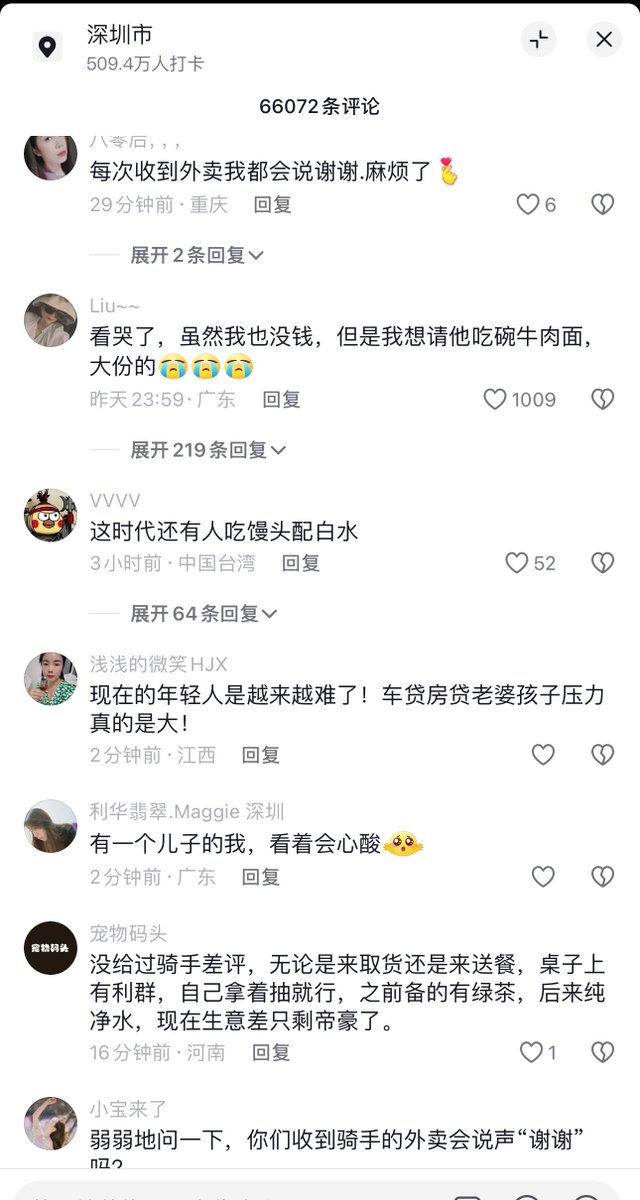 深圳市
509.4万人打卡
66072条评论
八零后, , ,
每次收到外卖我都会说谢谢.麻烦了
29分钟前·重庆 回复 6
展开2条回复
Liu~~
看哭了，虽然我也没钱，但是我想请他吃碗牛肉面，
大份的
昨天23:59·广东 回复 1009
展开219条回复
VVVV
这时代还有人吃馒头配白水
3小时前·中国台湾 回复 52
展开64条回复
浅浅的微笑HJX
现在的年轻人是越来越难了！车贷房贷老婆孩子压力
真的是大！
2分钟前·江西 回复
利华翡翠.Maggie 深圳
有一个儿子的我，看着会心酸
2分钟前·广东 回复
宠物码头
宠物码头
没给过骑手差评，无论是来取货还是来送餐，桌子上
有利群，自己拿着抽就行，之前备的有绿茶，后来纯
净水，现在生意差只剩帝豪了。
16分钟前·河南 回复 1
小宝来了
弱弱地问一下，你们收到骑手的外卖会说声“谢谢”
吗?